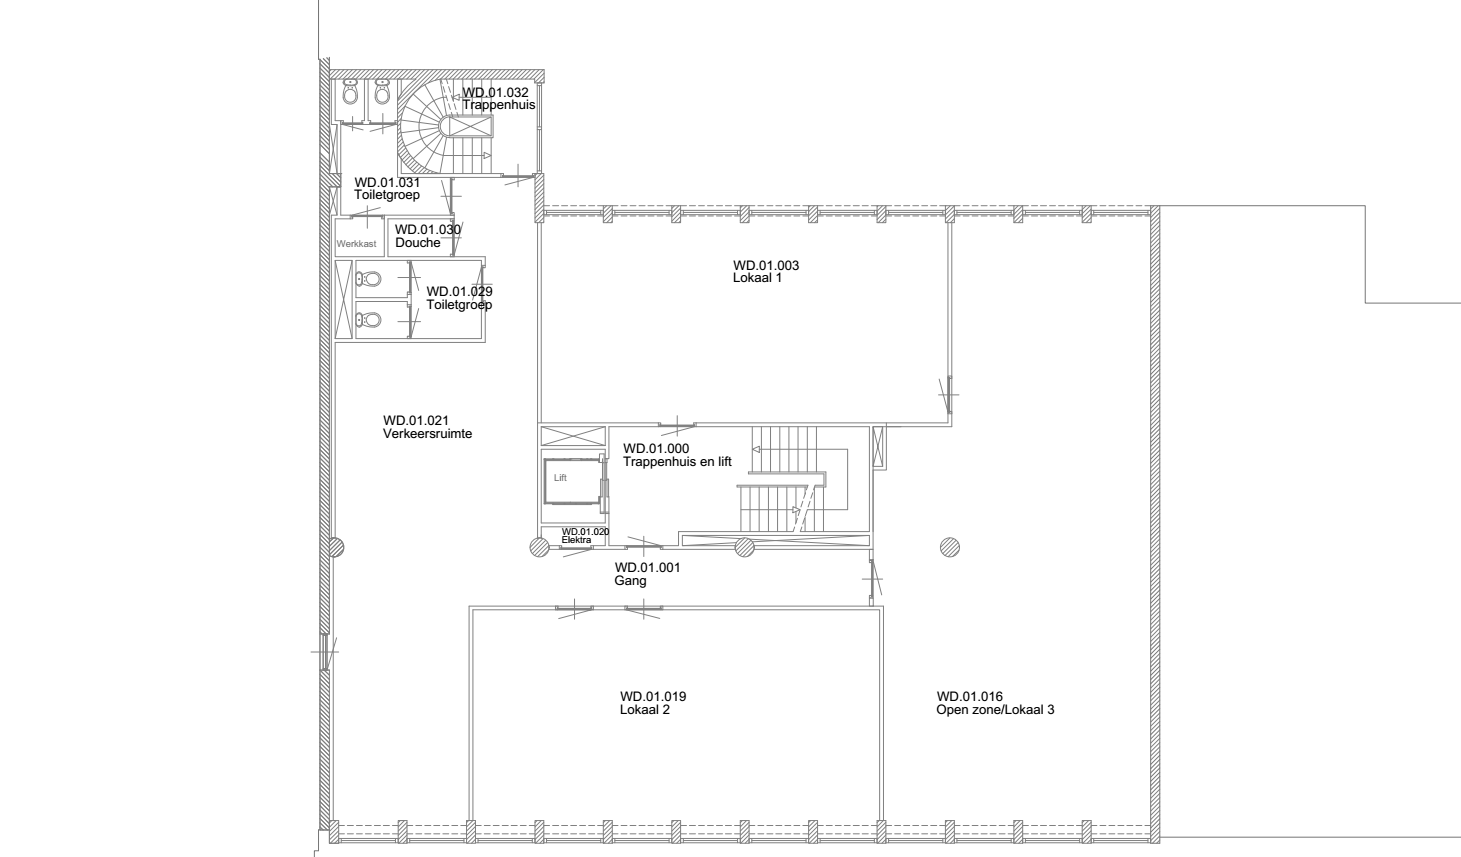 WD.01.032
Trappenhuis
WD.01.031
Toiletgroep
WD.01.030
Douche
Werkkast
WD.01.003
Lokaal 1
WD.01.029
Toiletgroep
WD.01.021
Verkeersruimte
WD.01.000
Trappenhuis en lift
Lift
WD.01.020
Elektra
WD.01.001
Gang
WD.01.019
Lokaal 2
WD.01.016
Open zone/Lokaal 3